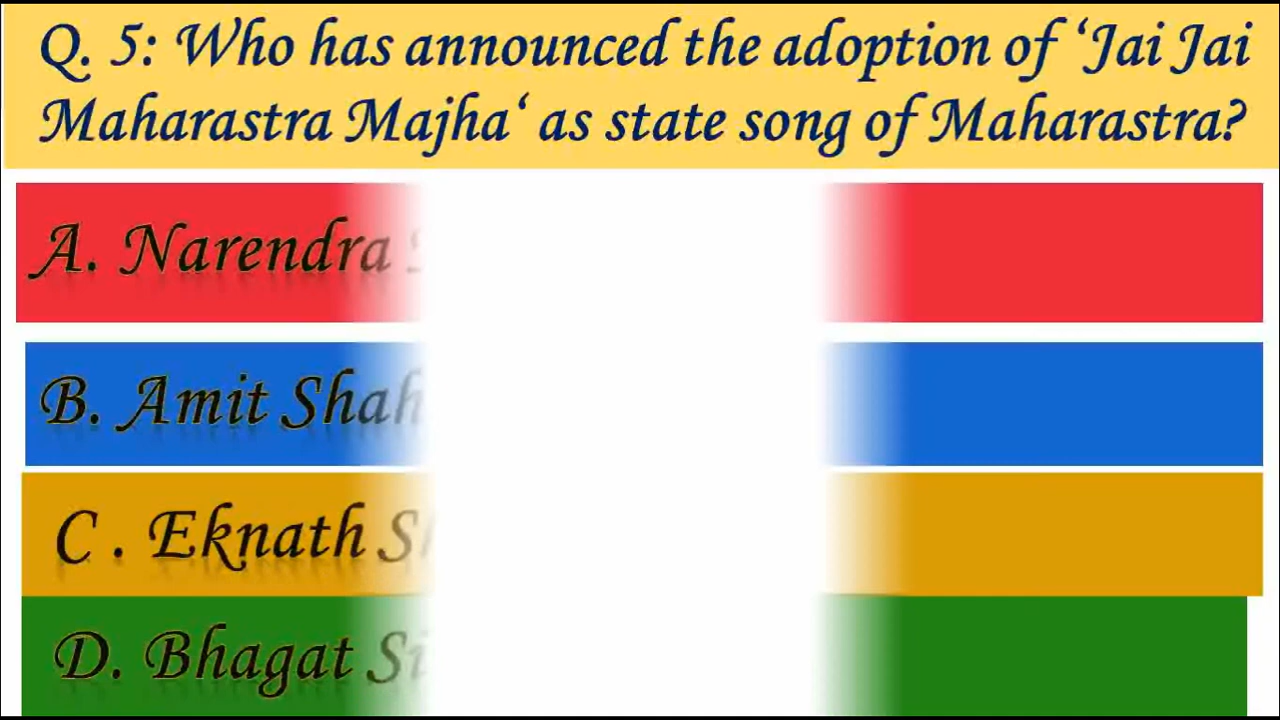 Q. 5: Who has announced the adoption of ‘Jai Jai
Maharastra Majha‘ as state song of Maharastra?
A. Narendra
B. Amit Shah
C . Eknath
D. Bhagat